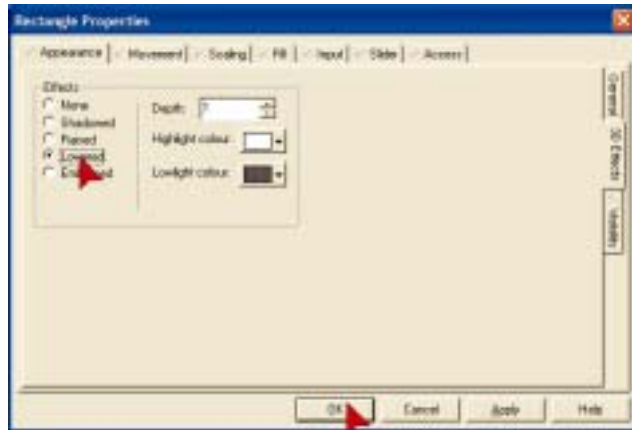 Rectangle Properties
Appearance Movement Scaling Fill Input Slider Access
General
3D Effects
Visibility
Effects
None
Shadowed
Raised
Lowered
Depth:
Highlight colour:
Lowlight colour:
OK Cancel Apply Help